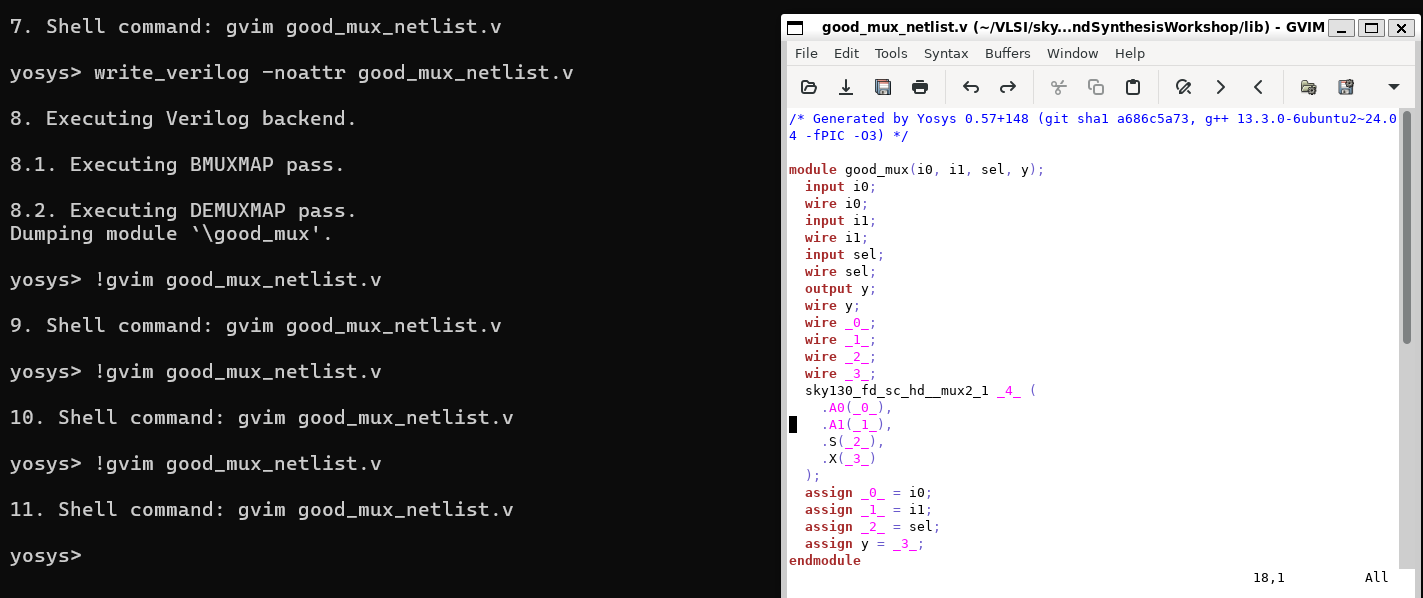 7. Shell command: gvim good_mux_netlist.v
yosys> write_verilog -noattr good_mux_netlist.v
8. Executing Verilog backend.
8.1. Executing BMUXMAP pass.
8.2. Executing DEMUXMAP pass.
Dumping module `\good_mux'.
yosys> !gvim good_mux_netlist.v
9. Shell command: gvim good_mux_netlist.v
yosys> !gvim good_mux_netlist.v
10. Shell command: gvim good_mux_netlist.v
yosys> !gvim good_mux_netlist.v
11. Shell command: gvim good_mux_netlist.v
yosys>
good_mux_netlist.v (~/VLSI/sky...ndSynthesisWorkshop/lib) - GVIM
File Edit Tools Syntax Buffers Window Help
/* Generated by Yosys 0.57+148 (git sha1 a686c5a73, g++ 13.3.0-6ubuntu2~24.0
4 -fPIC -O3) */
module good_mux(i0, i1, sel, y);
  input i0;
  wire i0;
  input i1;
  wire i1;
  input sel;
  wire sel;
  output y;
  wire y;
  wire _0_;
  wire _1_;
  wire _2_;
  wire _3_;
  sky130_fd_sc_hd__mux2_1 _4_ (
    .A0(_0_),
    .A1(_1_),
    .S(_2_),
    .X(_3_)
  );
  assign _0_ = i0;
  assign _1_ = i1;
  assign _2_ = sel;
  assign y = _3_;
endmodule
18,1 All